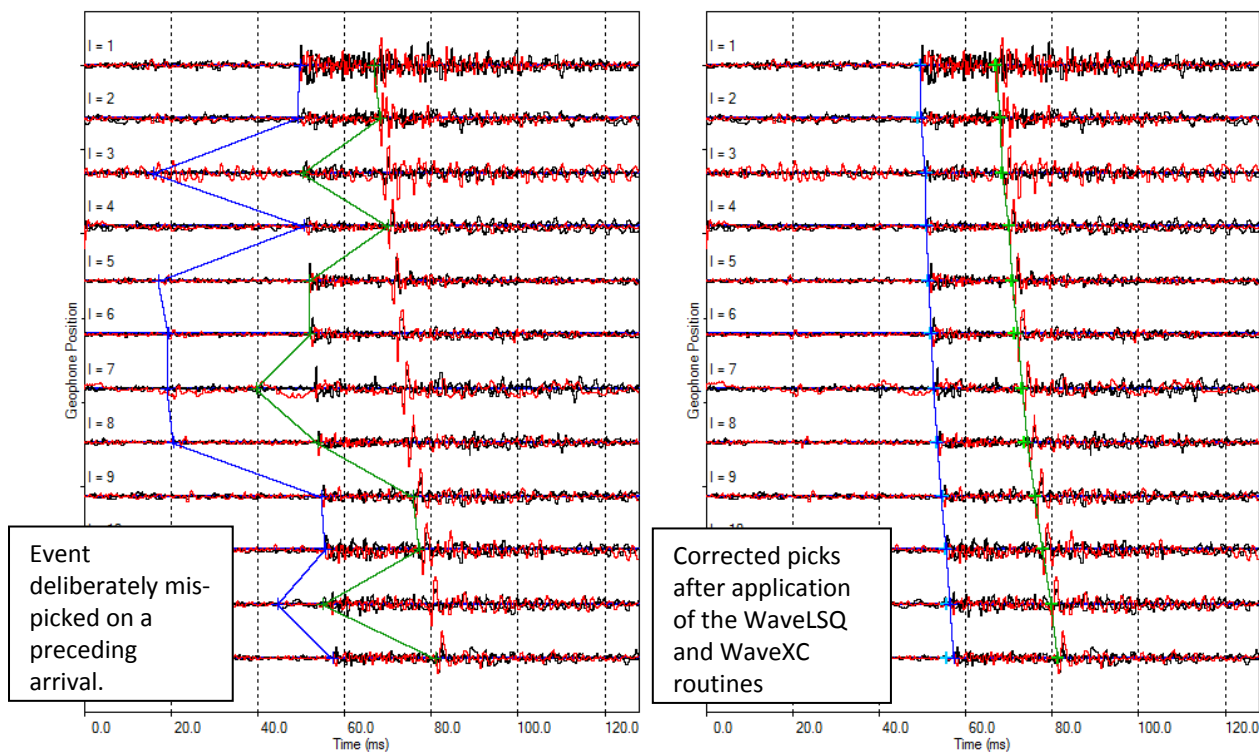 I = 1
I = 2
I = 3
I = 4
I = 5
I = 6
I = 7
I = 8
I = 9
Geophone Position
Event
deliberately mis-
picked on a
preceding
arrival.
0.0 20.0 40.0 60.0 80.0 100.0 120.0
Time (ms)
I = 1
I = 2
I = 3
I = 4
I = 5
I = 6
I = 7
I = 8
I = 9
Geophone Position
Corrected picks
after application
of the WaveLSQ
and WaveXC
routines
0.0 20.0 40.0 60.0 80.0 100.0 120.0
Time (ms)